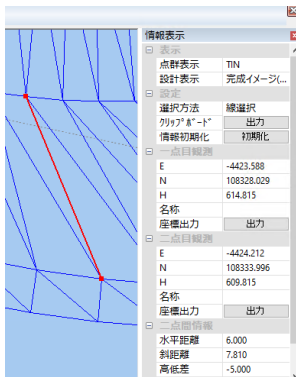 情報表示
表示
点群表示 TIN
設計表示 完成イメージ(...
設定
選択方法 線選択
ｸﾘｯﾌﾟﾎﾞｰﾄﾞ 出力
情報初期化 初期化
一点目観測
E -4423.588
N 108328.029
H 614.815
名称
座標出力 出力
二点目観測
E -4424.212
N 108333.996
H 609.815
名称
座標出力 出力
二点間情報
水平距離 6.000
斜距離 7.810
高低差 -5.000